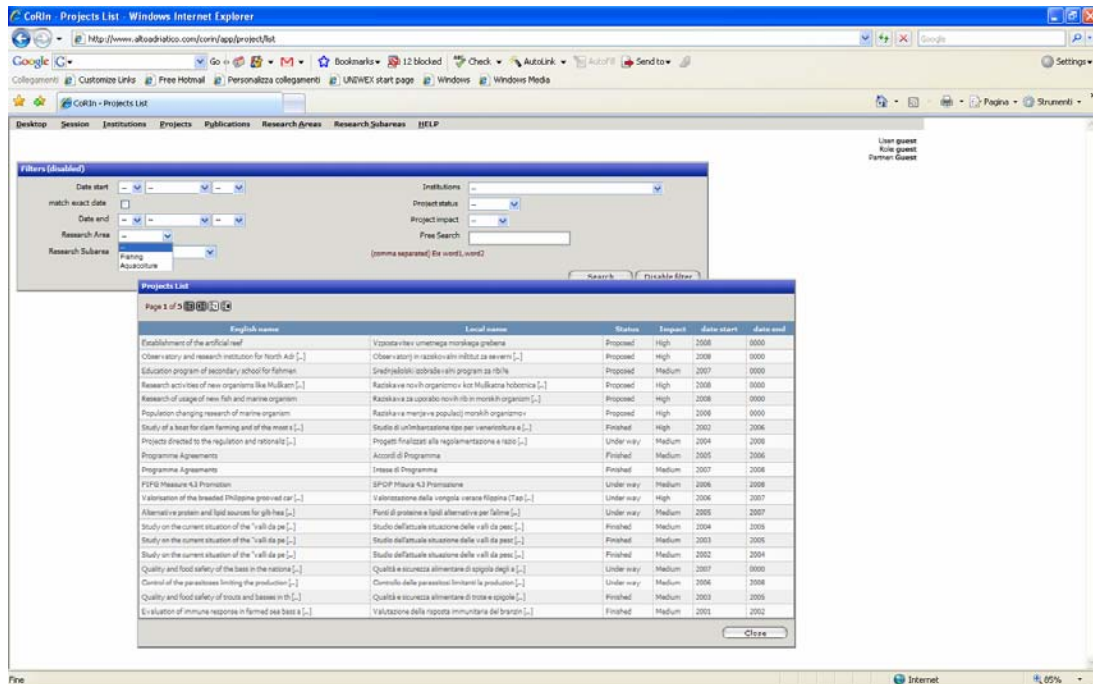 CoRIn - Projects List - Windows Internet Explorer
http://www.altoadriatico.com/corin/app/project/list
Google
Google Go Bookmarks 12 blocked Check AutoLink AutoFill Send to Settings
Collegamenti Customize Links Free Hotmail Personalizza collegamenti UNIWEX start page Windows Windows Media
CoRIn - Projects List Pagina Strumenti
Desktop Session Institutions Projects Publications Research Areas Research Subareas HELP
User: guest
Role: guest
Partner: Guest
Filters (disabled)
Date start -- -- -- Institutions --
match exact date Project status --
Date end -- -- -- Project impact --
Research Area -- Free Search
--
Research Subarea (comma separated) Ex: word1, word2
Fishing
Aquacolture
Search Disable filter
Projects List
Page 1 of 5
English name Local name Status Impact date start date end
Establishment of the artificial reef Vzpostavitev umetnega morskega grebena Proposed High 2008 0000
Observatory and research institution for North Adr [...] Observatorij in raziskovalni inštitut za severni [...] Proposed High 2008 0000
Education program of secondary school for fishermen Srednješolski izobraževalni program za ribiče Proposed Medium 2007 0000
Research activities of new organisms like Muškatn [...] Raziskave novih organizmov kot Muškatna hobotnica [...] Proposed High 2008 0000
Research of usage of new fish and marine organism Raziskava za uporabo novih rib in morskih organizm [...] Proposed High 2008 0000
Population changing research of marine organism Raziskava menjave populacij morskih organizmov Proposed High 2008 0000
Study of a boat for clam farming and of the most s [...] Studio di un'imbarcazione tipo per venericoltura e [...] Finished High 2002 2006
Projects directed to the regulation and rationaliz [...] Progetti finalizzati alla regolamentazione e razio [...] Under way Medium 2004 2008
Programme Agreements Accordi di Programma Finished Medium 2005 2006
Programme Agreements Intese di Programma Finished Medium 2007 2008
FIFG Measure 4.3 Promotion SFOP Misura 4.3 Promozione Under way Medium 2006 2008
Valorisation of the breeded Philippine grooved car [...] Valorizzazione della vongola verace filippina (Tap [...] Under way High 2006 2007
Alternative protein and lipid sources for gilt-hea [...] Fonti di proteine e lipidi alternative per l'alime [...] Under way Medium 2005 2007
Study on the current situation of the "valli da pe [...] Studio dell'attuale situazione delle valli da pesc [...] Finished Medium 2004 2005
Study on the current situation of the "valli da pe [...] Studio dell'attuale situazione delle valli da pesc [...] Finished Medium 2003 2005
Study on the current situation of the "valli da pe [...] Studio dell'attuale situazione delle valli da pesc [...] Finished Medium 2002 2004
Quality and food safety of the bass in the nationa [...] Qualità e sicurezza alimentare di spigola degli a [...] Under way Medium 2007 0000
Control of the parasitoses limiting the production [...] Controllo delle parassitosi limitanti la produzion [...] Under way Medium 2006 2008
Quality and food safety of trouts and basses in th [...] Qualità e sicurezza alimentare di trote e spigole [...] Finished Medium 2003 2005
Evaluation of immune response in farmed sea bass a [...] Valutazione della risposta immunitaria del branzin [...] Finished Medium 2001 2002
Close
Fine Internet 85%